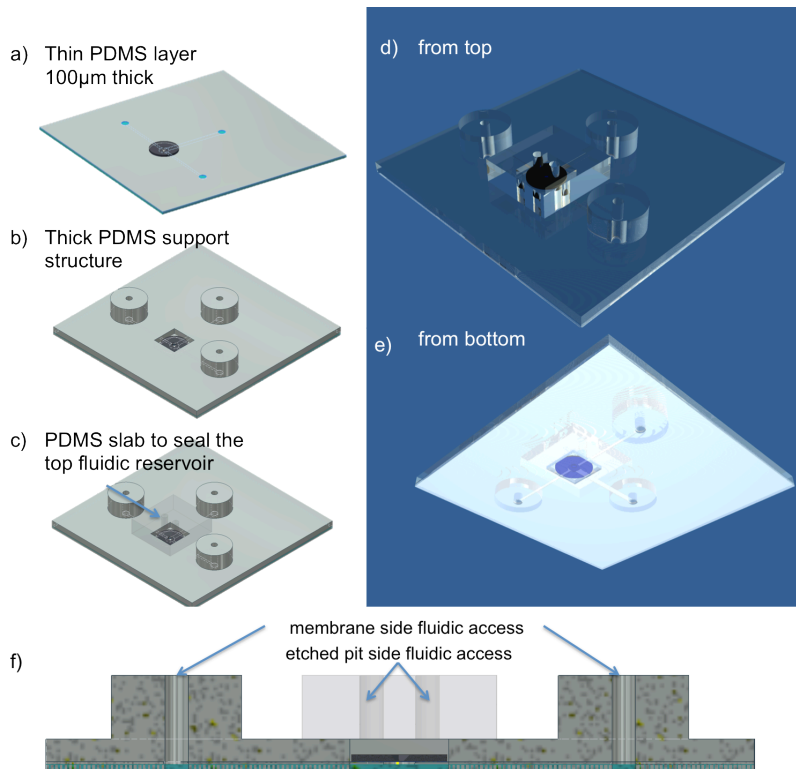 a) Thin PDMS layer
100µm thick
b) Thick PDMS support
structure
c) PDMS slab to seal the
top fluidic reservoir
d) from top
e) from bottom
f)
membrane side fluidic access
etched pit side fluidic access